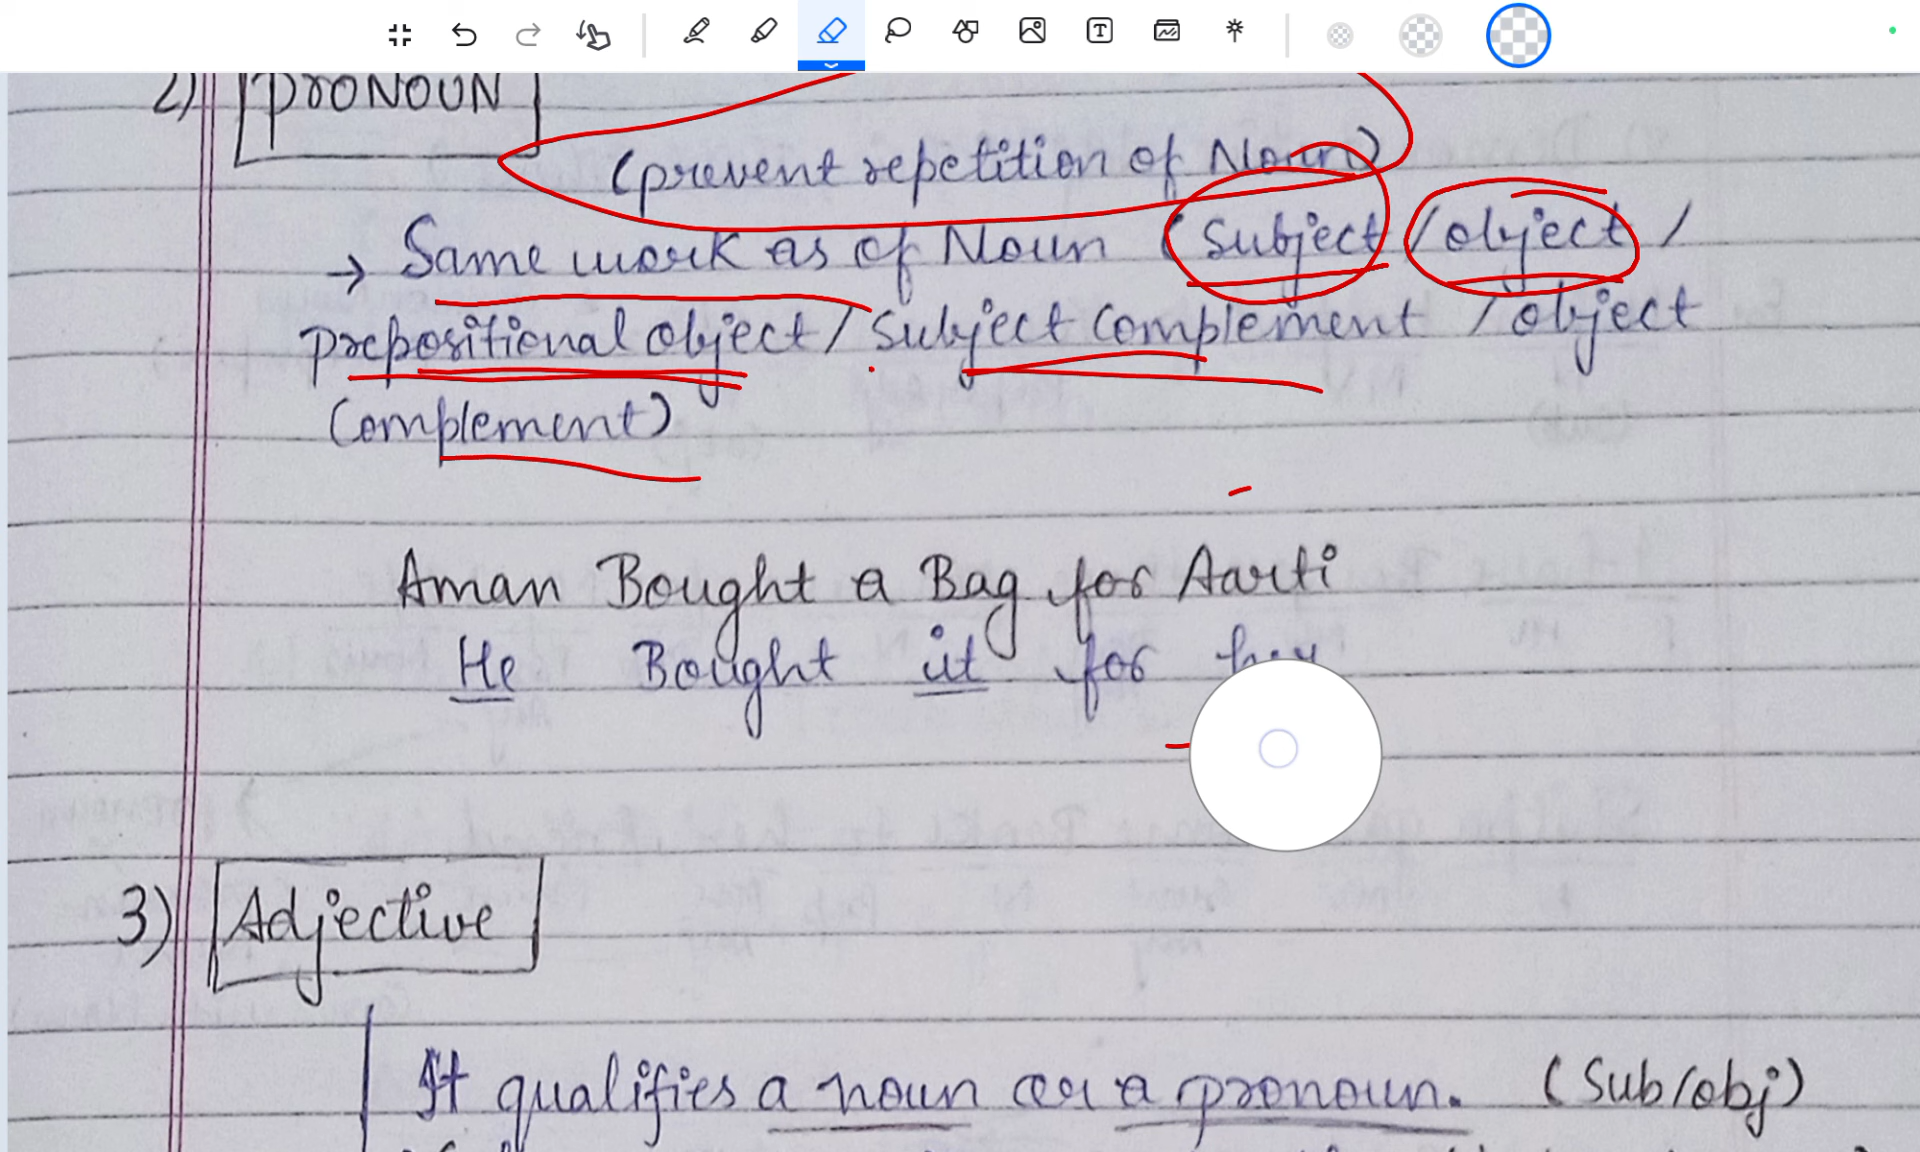 2) PRONOUN
(prevent repetition of Noun)
→ Same work as of Noun (Subject / object /
prepositional object / Subject Complement / object
Complement)
Aman Bought a Bag for Aarti
He Bought it for her
3) Adjective
It qualifies a noun or a pronoun. (Sub/obj)